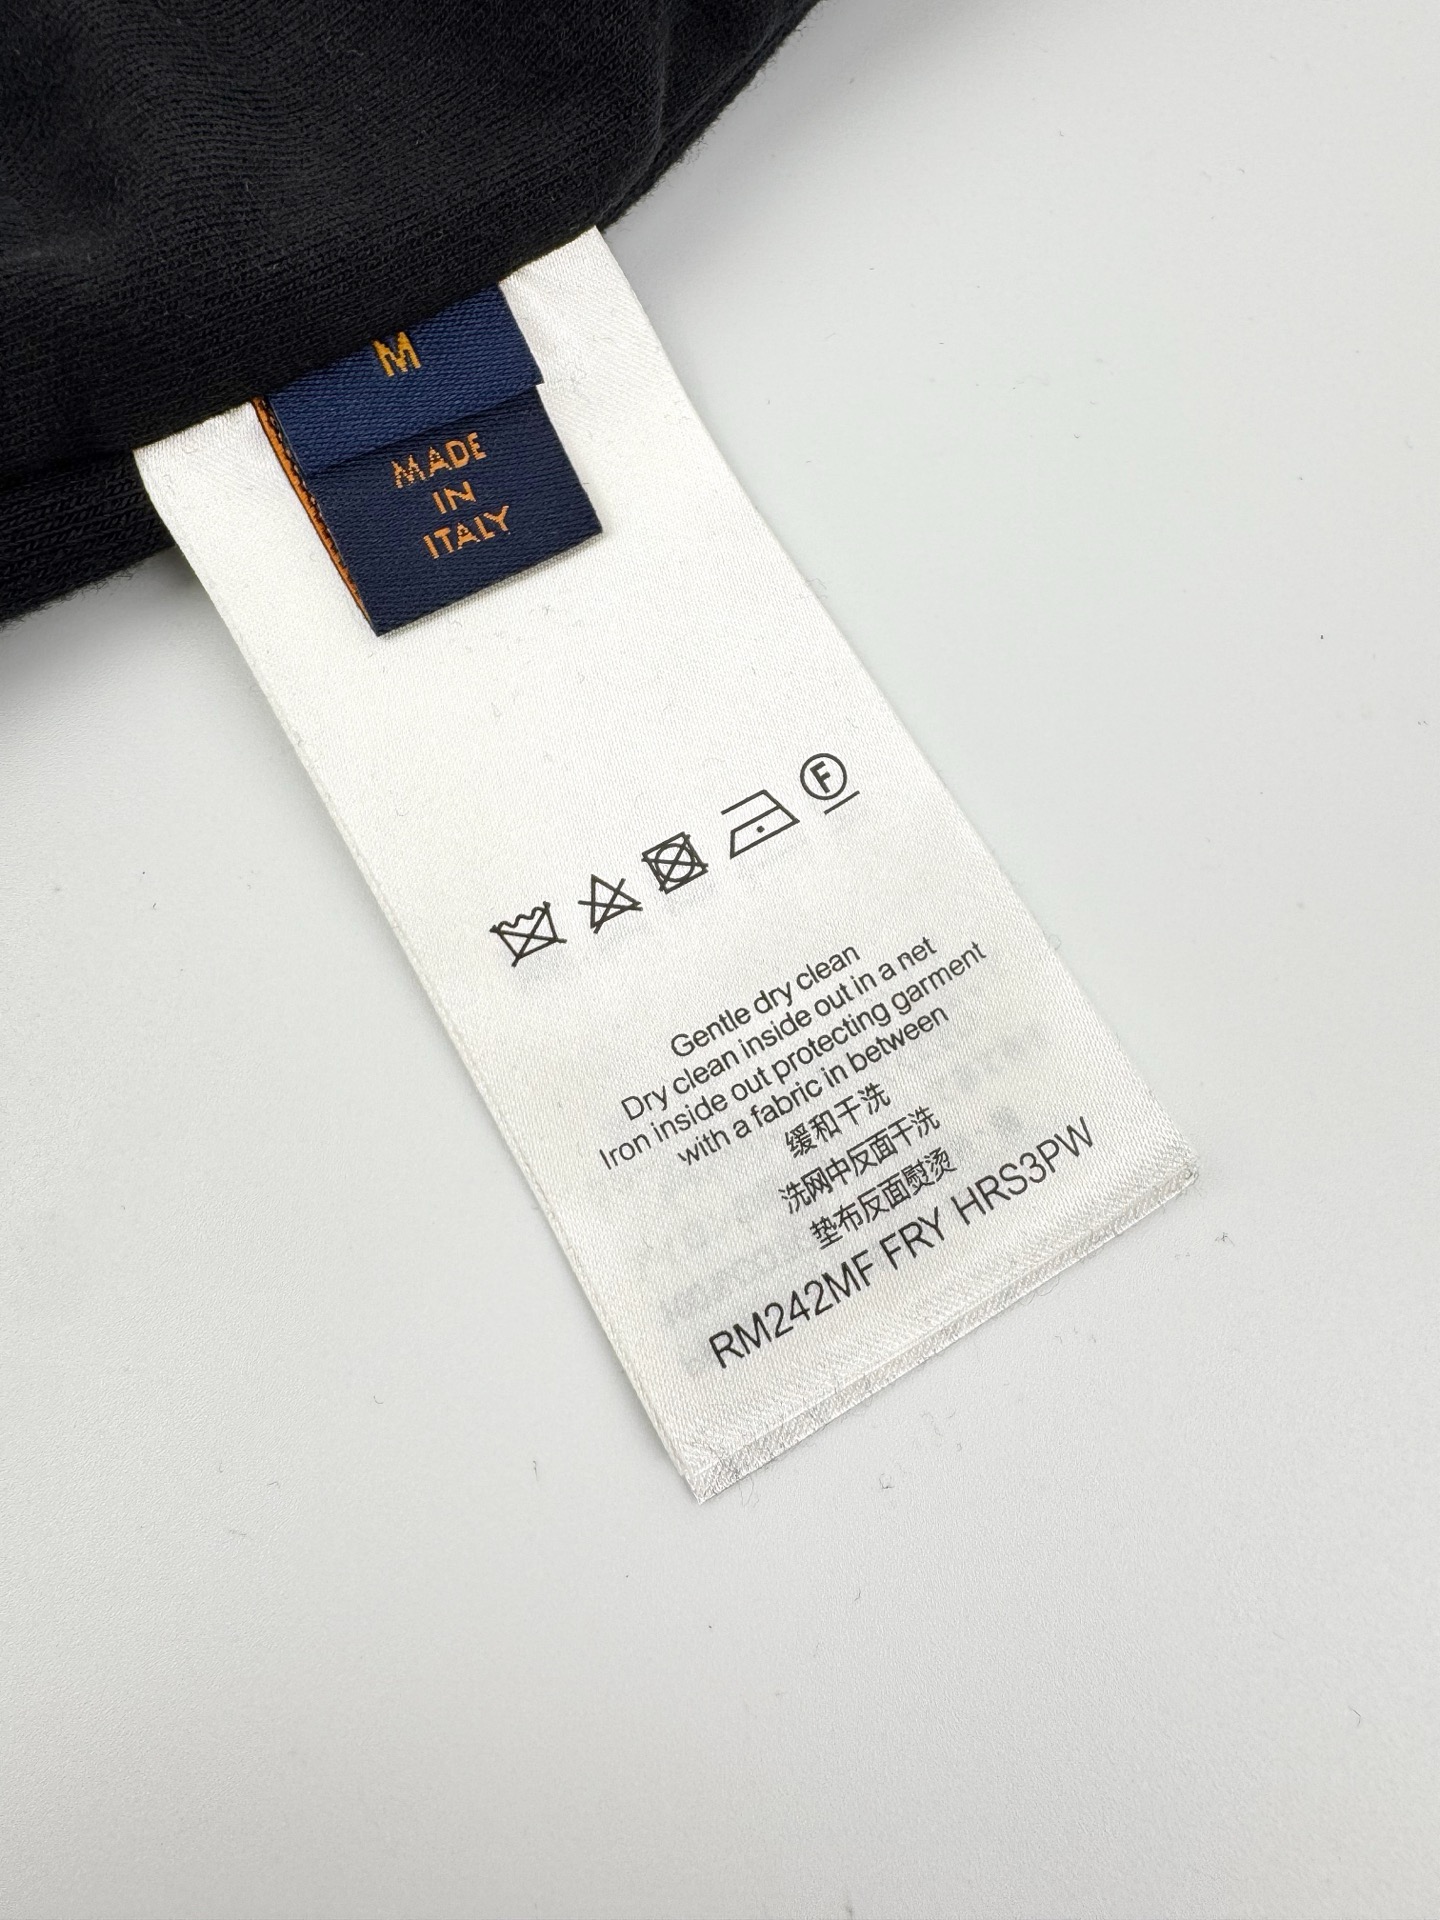 M
MADE
IN
ITALY
F
Gentle dry clean
Dry clean inside out in a net
Iron inside out protecting garment
with a fabric in between
缓和干洗
洗网中反面干洗
垫布反面熨烫
RM242MF FRY HRS3PW